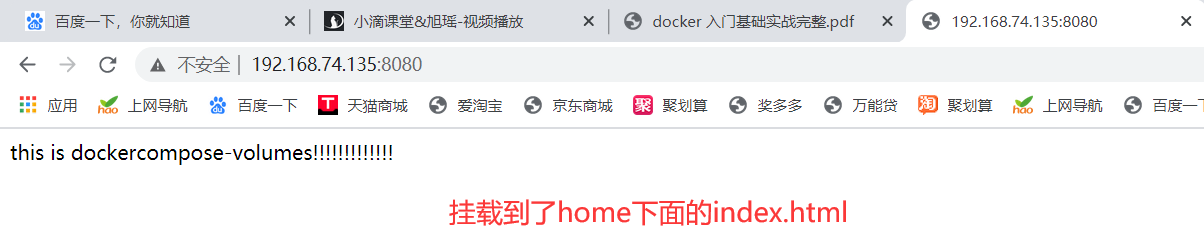 百度一下，你就知道
小滴课堂&旭瑶-视频播放
docker 入门基础实战完整.pdf
192.168.74.135:8080
不安全 | 192.168.74.135:8080
应用 hao 上网导航 百度一下 T 天猫商城 爱淘宝 京东商城 聚 聚划算 奖多多 万能贷 淘 聚划算 hao 上网导航 百度一
this is dockercompose-volumes!!!!!!!!!!!!!
挂载到了home下面的index.html